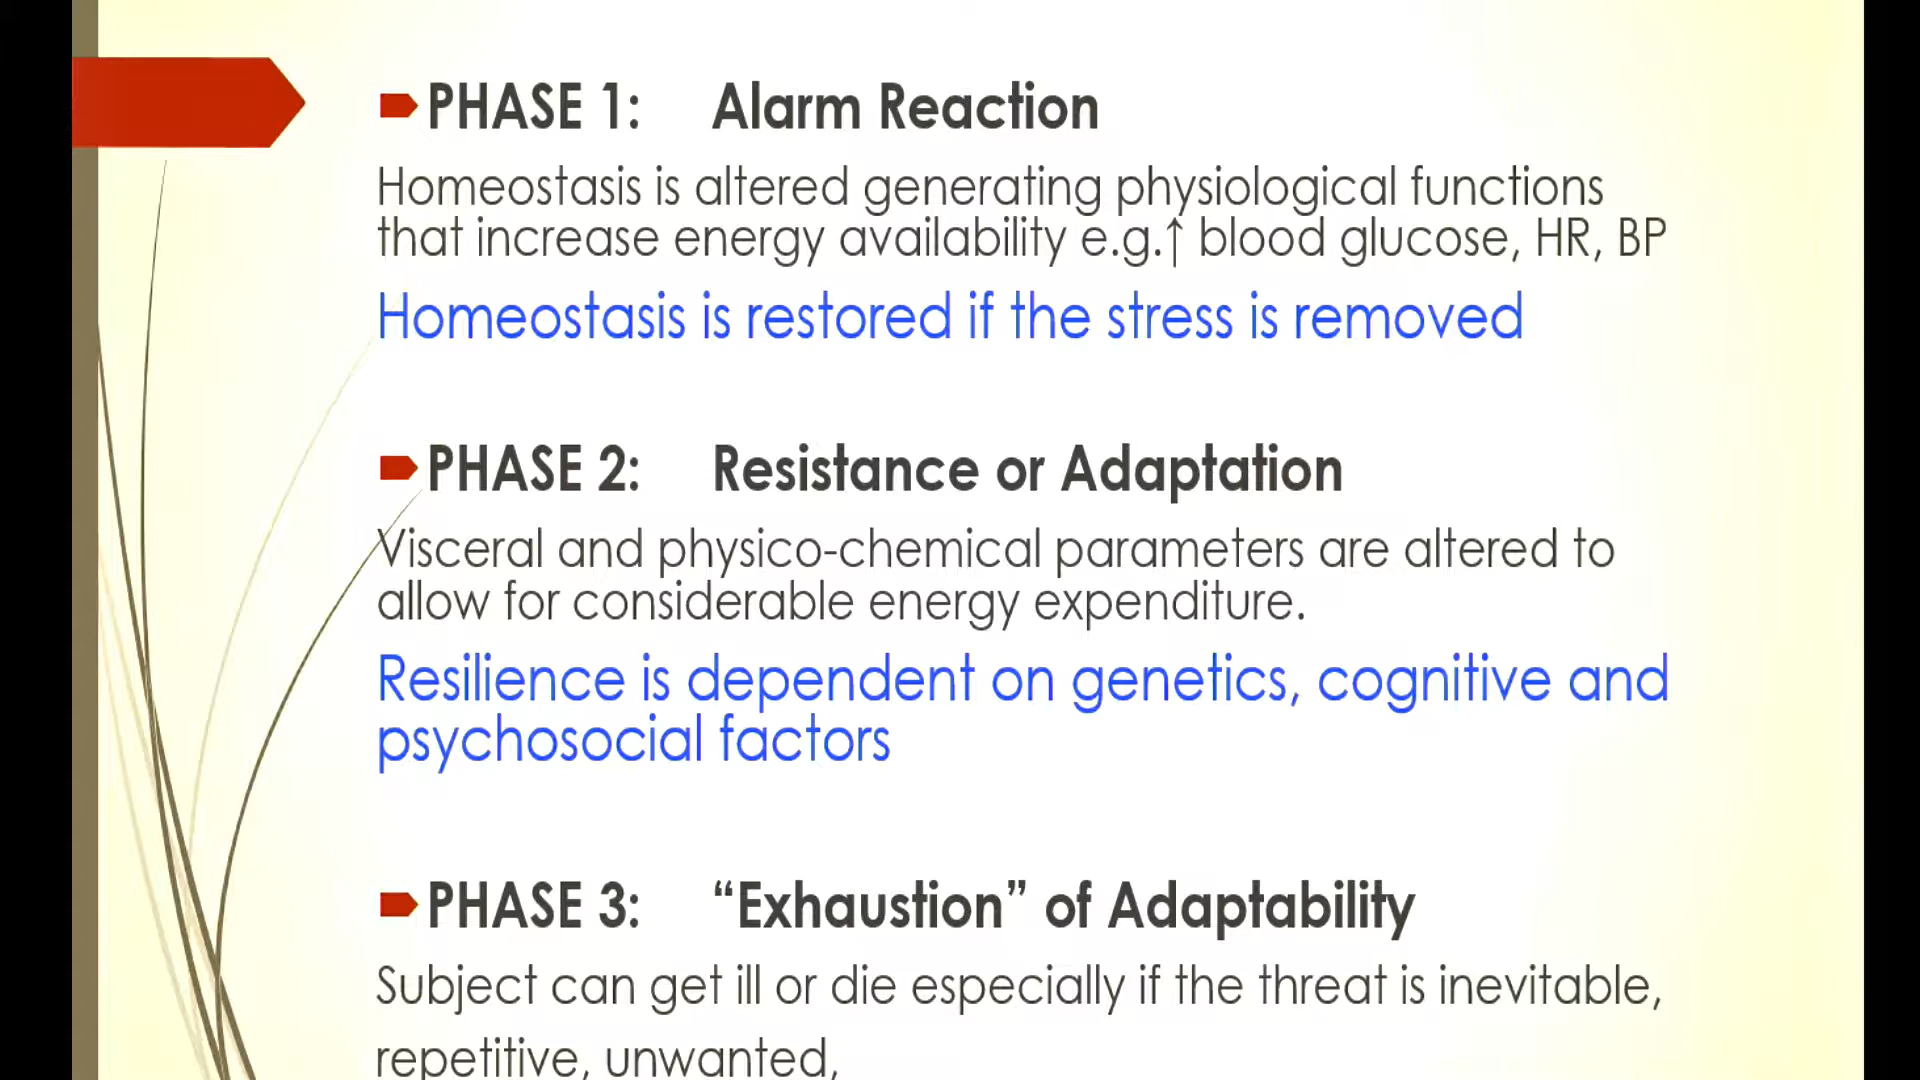 PHASE 1: Alarm Reaction
Homeostasis is altered generating physiological functions
that increase energy availability e.g.↑ blood glucose, HR, BP
Homeostasis is restored if the stress is removed
PHASE 2: Resistance or Adaptation
Visceral and physico-chemical parameters are altered to
allow for considerable energy expenditure.
Resilience is dependent on genetics, cognitive and
psychosocial factors
PHASE 3: “Exhaustion” of Adaptability
Subject can get ill or die especially if the threat is inevitable,
repetitive, unwanted,